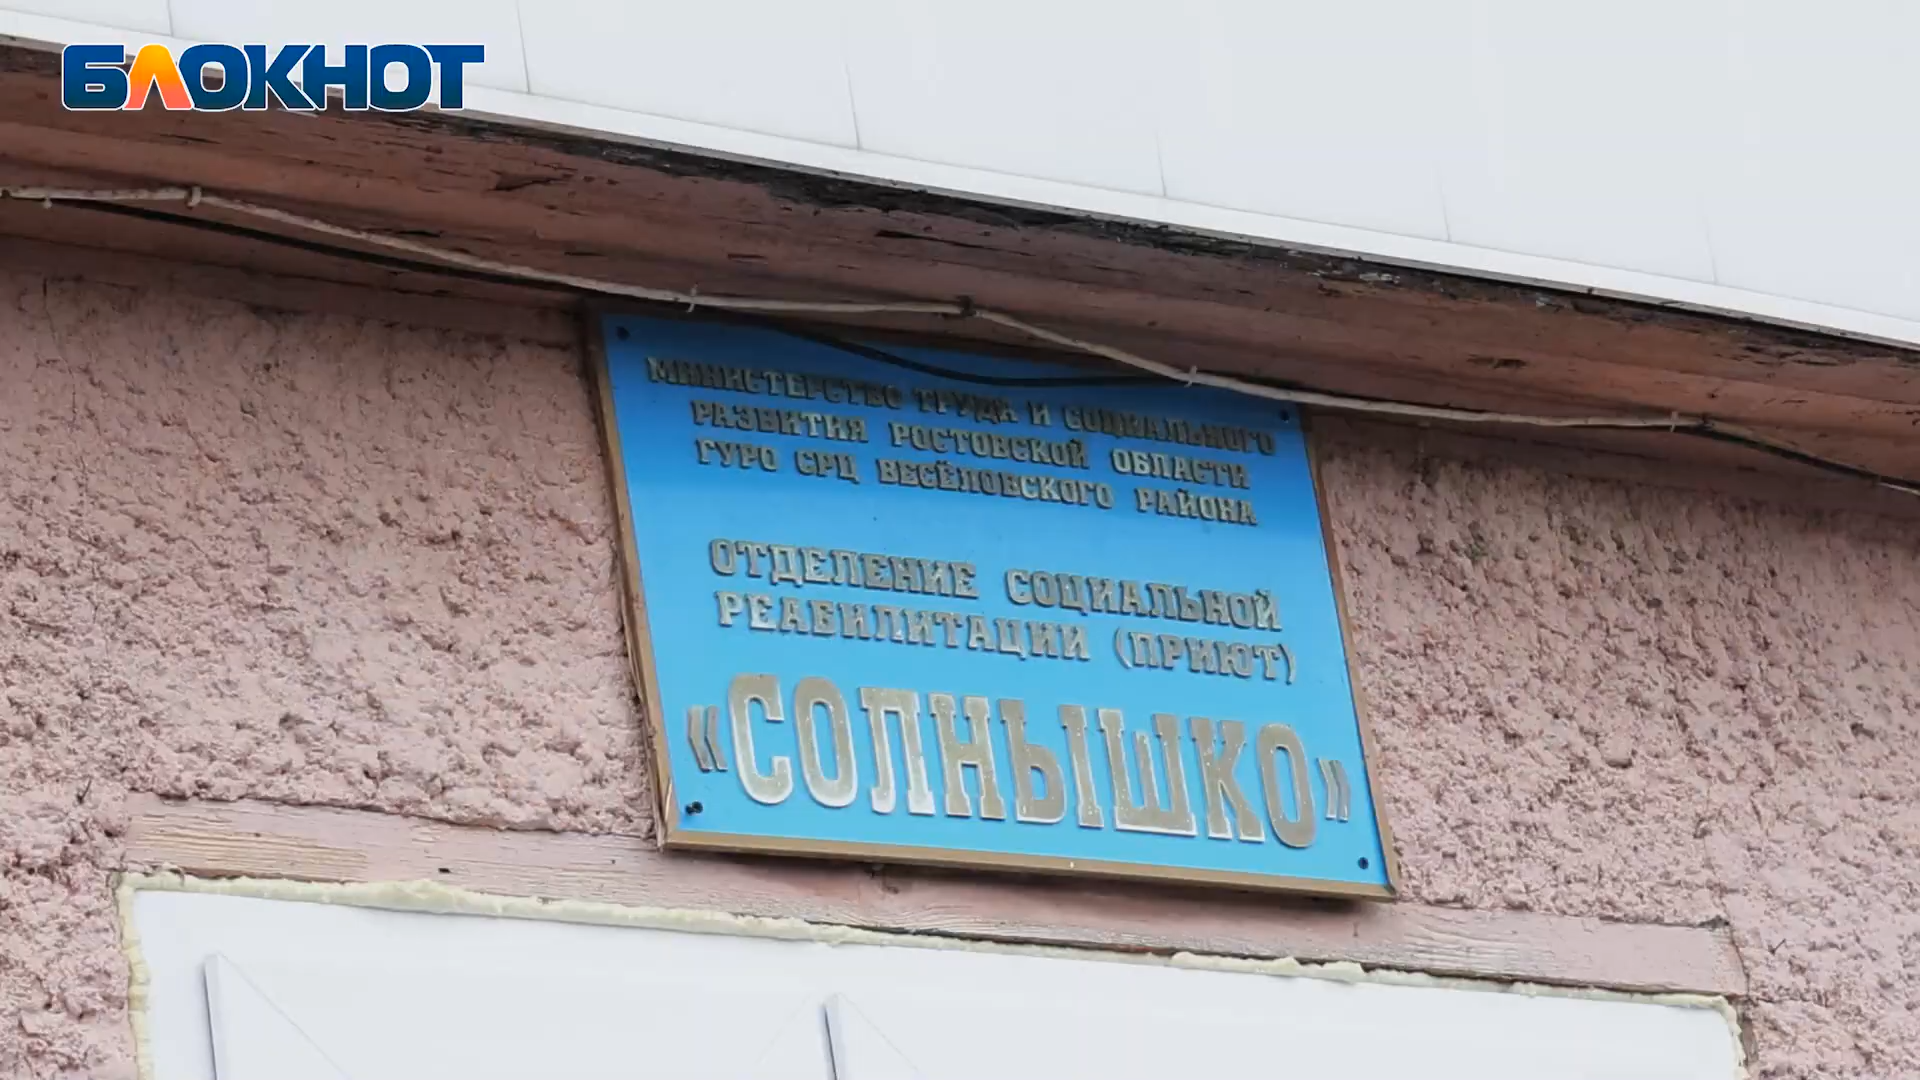 БЛОКНОТ
МИНИСТЕРСТВО ТРУДА И СОЦИАЛЬНОГО
РАЗВИТИЯ РОСТОВСКОЙ ОБЛАСТИ
ГУРО СРЦ ВЕСЁЛОВСКОГО РАЙОНА
ОТДЕЛЕНИЕ СОЦИАЛЬНОЙ
РЕАБИЛИТАЦИИ (ПРИЮТ)
«СОЛНЫШКО»